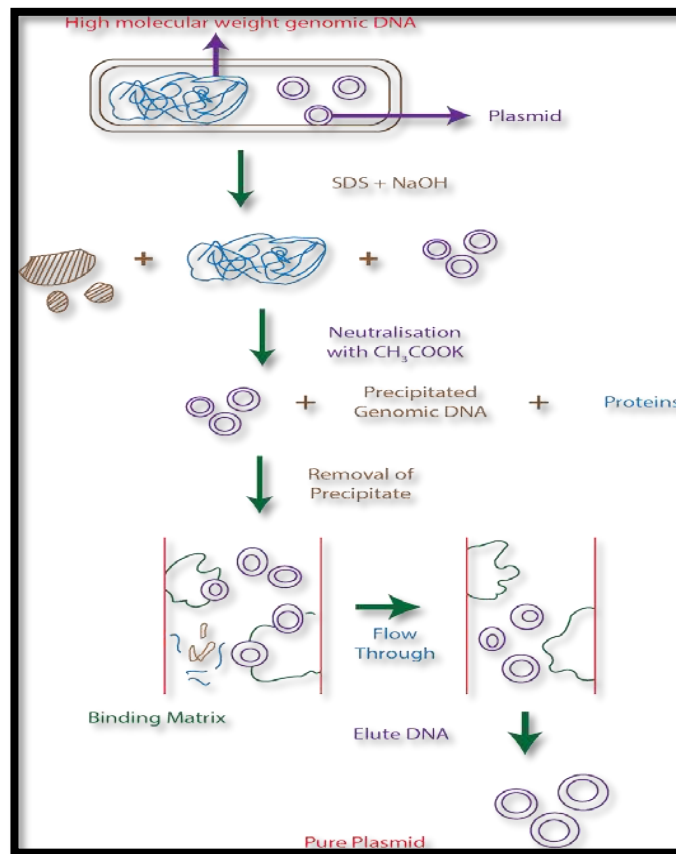 High molecular weight genomic DNA
Plasmid
SDS + NaOH
+ +
Neutralisation
with CH₃COOK
+ Precipitated + Proteins
Genomic DNA
Removal of
Precipitate
Flow
Through
Binding Matrix
Elute DNA
Pure Plasmid